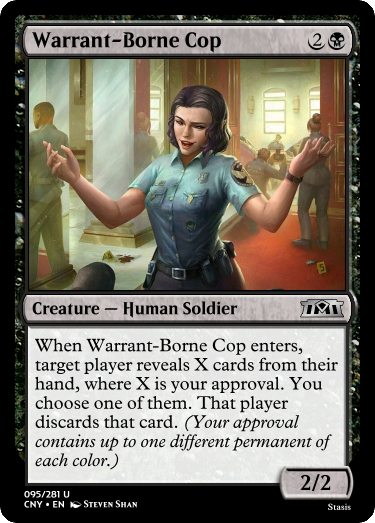 Warrant-Borne Cop 2
Creature — Human Soldier
When Warrant-Borne Cop enters,
target player reveals X cards from their
hand, where X is your approval. You
choose one of them. That player
discards that card. (Your approval
contains up to one different permanent of
each color.)
2/2
095/281 U
CNY • EN Steven Shan
Stasis